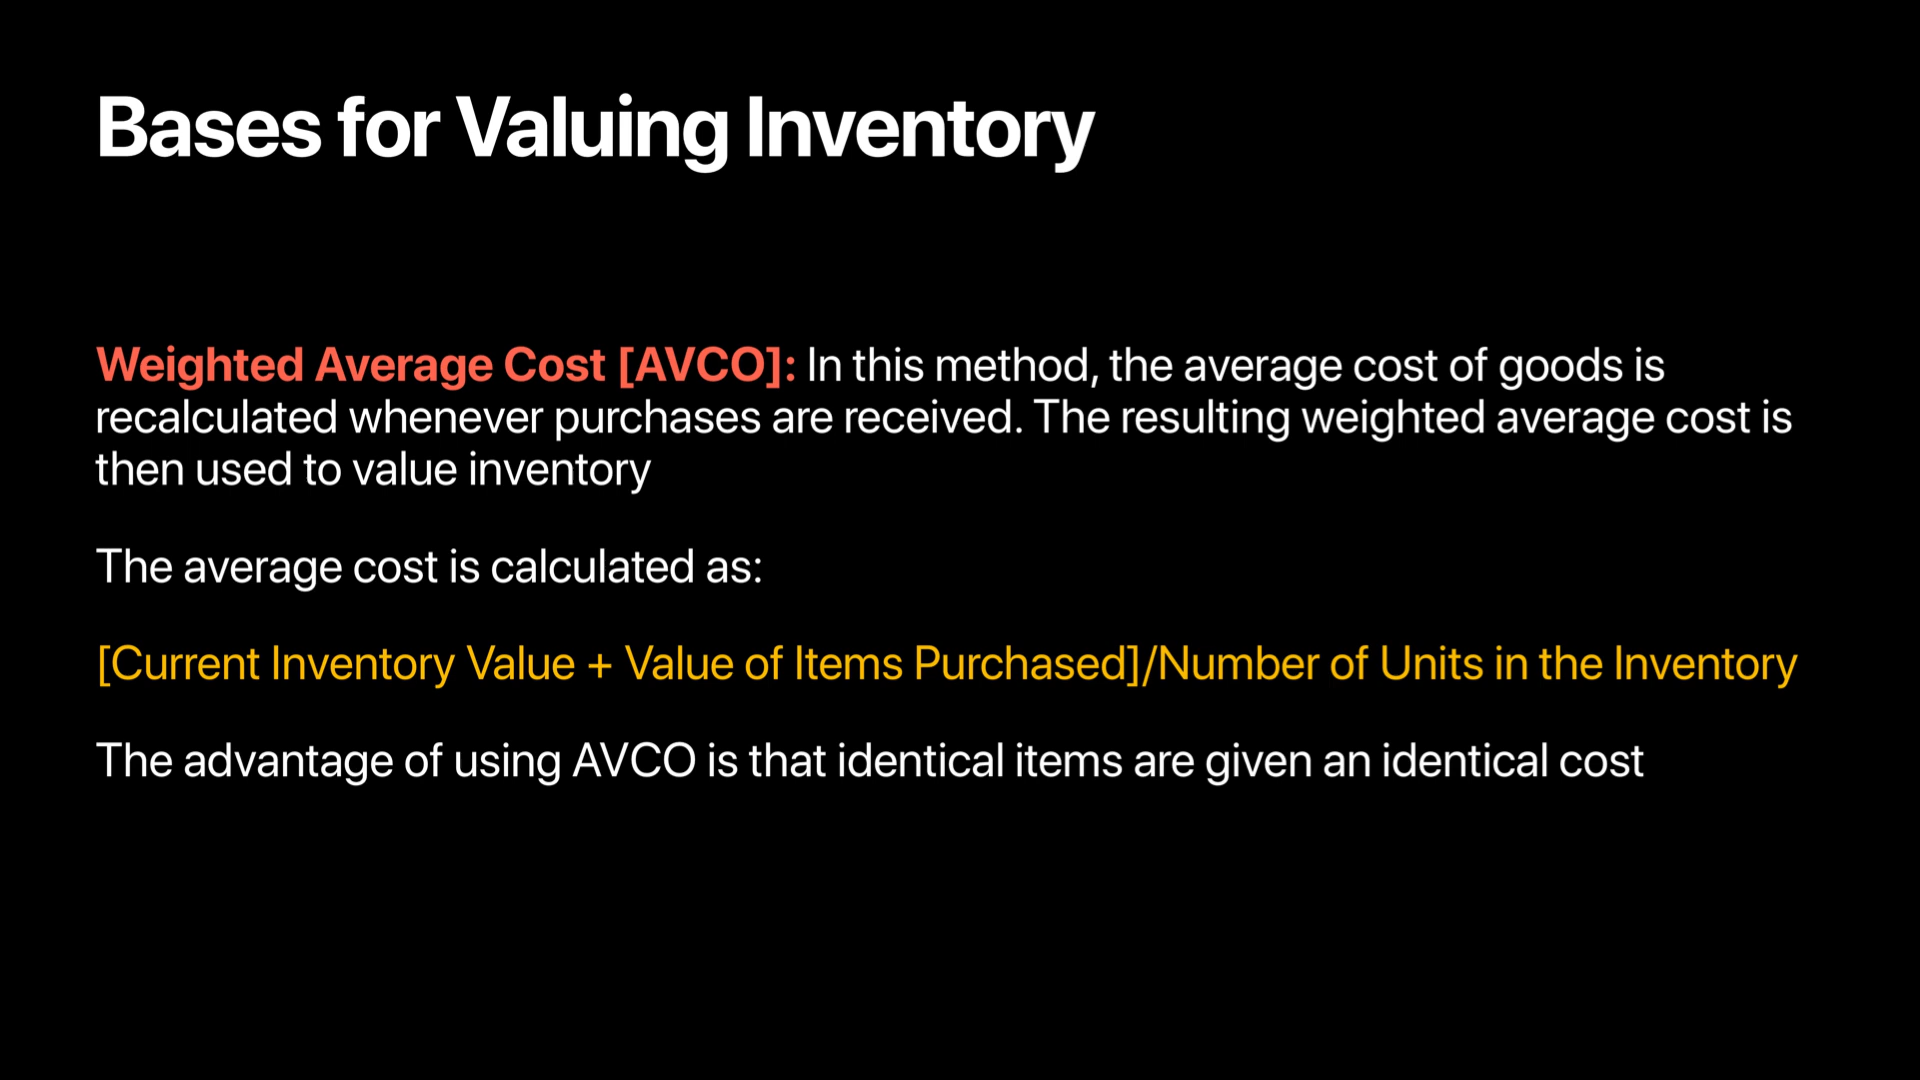 Bases for Valuing Inventory
Weighted Average Cost [AVCO]: In this method, the average cost of goods is
recalculated whenever purchases are received. The resulting weighted average cost is
then used to value inventory
The average cost is calculated as:
[Current Inventory Value + Value of Items Purchased]/Number of Units in the Inventory
The advantage of using AVCO is that identical items are given an identical cost